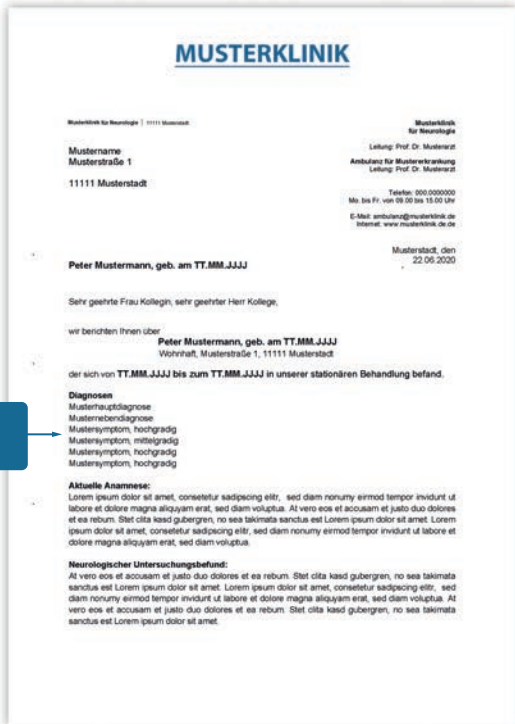 MUSTERKLINIK
Musterklinik für Neurologie | 11111 Musterstadt
Mustername
Musterstraße 1
11111 Musterstadt
Musterklinik
für Neurologie
Leitung: Prof. Dr. Musterarzt
Ambulanz für Mustererkrankung
Leitung: Prof. Dr. Musterarzt
Telefon: 000.0000000
Mo. bis Fr. von 09.00 bis 15.00 Uhr
E-Mail: ambulanz@musterklinik.de
Internet: www.musterklinik.de.de
Musterstadt, den
22.06.2020
Peter Mustermann, geb. am TT.MM.JJJJ
Sehr geehrte Frau Kollegin, sehr geehrter Herr Kollege,
wir berichten Ihnen über
Peter Mustermann, geb. am TT.MM.JJJJ
Wohnhaft, Musterstraße 1, 11111 Musterstadt
der sich von TT.MM.JJJJ bis zum TT.MM.JJJJ in unserer stationären Behandlung befand.
Diagnosen
Musterhauptdiagnose
Musternebendiagnose
Mustersymptom, hochgradig
Mustersymptom, mittelgradig
Mustersymptom, hochgradig
Mustersymptom, hochgradig
Aktuelle Anamnese:
Lorem ipsum dolor sit amet, consetetur sadipscing elitr, sed diam nonumy eirmod tempor invidunt ut
labore et dolore magna aliquyam erat, sed diam voluptua. At vero eos et accusam et justo duo dolores
et ea rebum. Stet clita kasd gubergren, no sea takimata sanctus est Lorem ipsum dolor sit amet. Lorem
ipsum dolor sit amet, consetetur sadipscing elitr, sed diam nonumy eirmod tempor invidunt ut labore et
dolore magna aliquyam erat, sed diam voluptua.
Neurologischer Untersuchungsbefund:
At vero eos et accusam et justo duo dolores et ea rebum. Stet clita kasd gubergren, no sea takimata
sanctus est Lorem ipsum dolor sit amet. Lorem ipsum dolor sit amet, consetetur sadipscing elitr, sed
diam nonumy eirmod tempor invidunt ut labore et dolore magna aliquyam erat, sed diam voluptua. At
vero eos et accusam et justo duo dolores et ea rebum. Stet clita kasd gubergren, no sea takimata
sanctus est Lorem ipsum dolor sit amet.